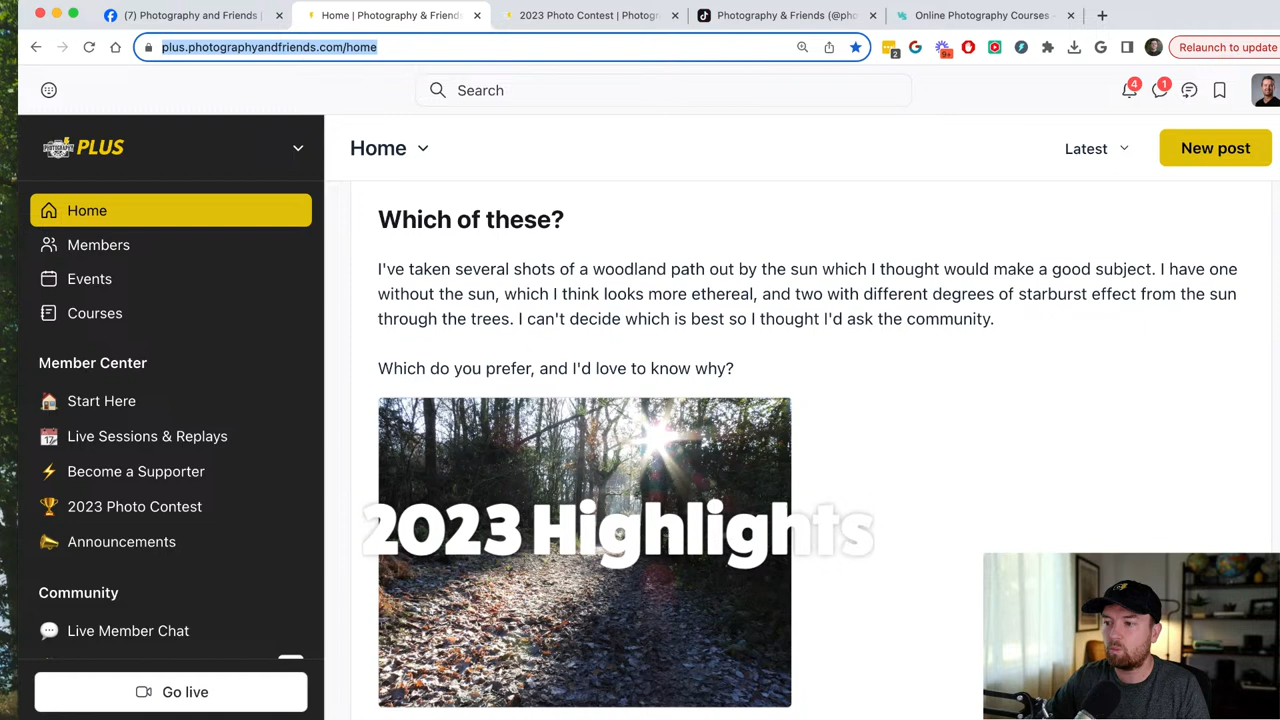 (7) Photography and Friends |
Home | Photography & Friends
2023 Photo Contest | Photogr
Photography & Friends (@pho
Online Photography Courses -
plus.photographyandfriends.com/home
2
9+
Relaunch to update
Search
4
1
PLUS
Home
Latest
New post
Home
Members
Events
Courses
Member Center
Start Here
Live Sessions & Replays
Become a Supporter
2023 Photo Contest
Announcements
Community
Live Member Chat
Go live
Which of these?
I've taken several shots of a woodland path out by the sun which I thought would make a good subject. I have one
without the sun, which I think looks more ethereal, and two with different degrees of starburst effect from the sun
through the trees. I can't decide which is best so I thought I'd ask the community.
Which do you prefer, and I'd love to know why?
2023 Highlights